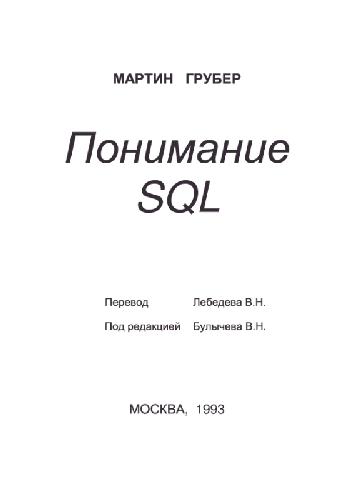 МАРТИН ГРУБЕР
Понимание
SQL
Перевод Лебедева В.Н.
Под редакцией Булычева В.Н.
МОСКВА, 1993